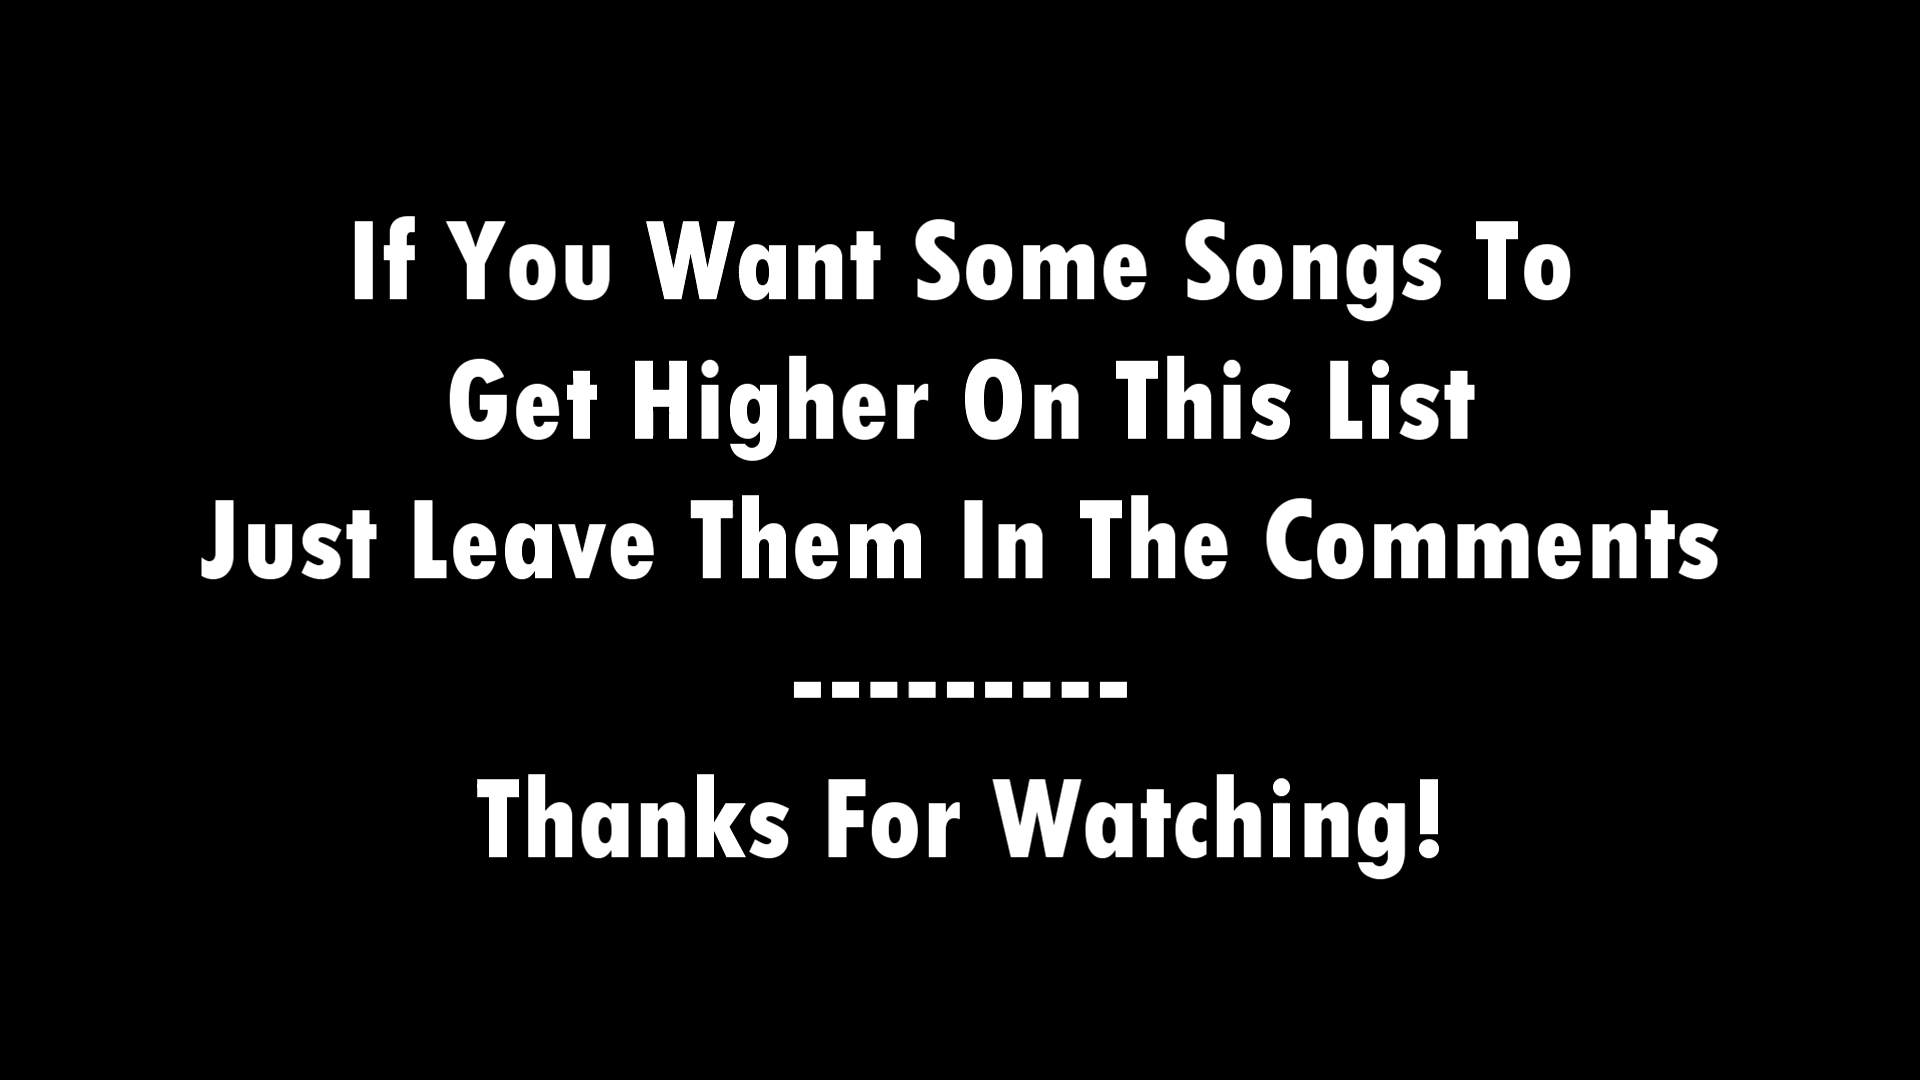 If You Want Some Songs To
Get Higher On This List
Just Leave Them In The Comments
---------
Thanks For Watching!